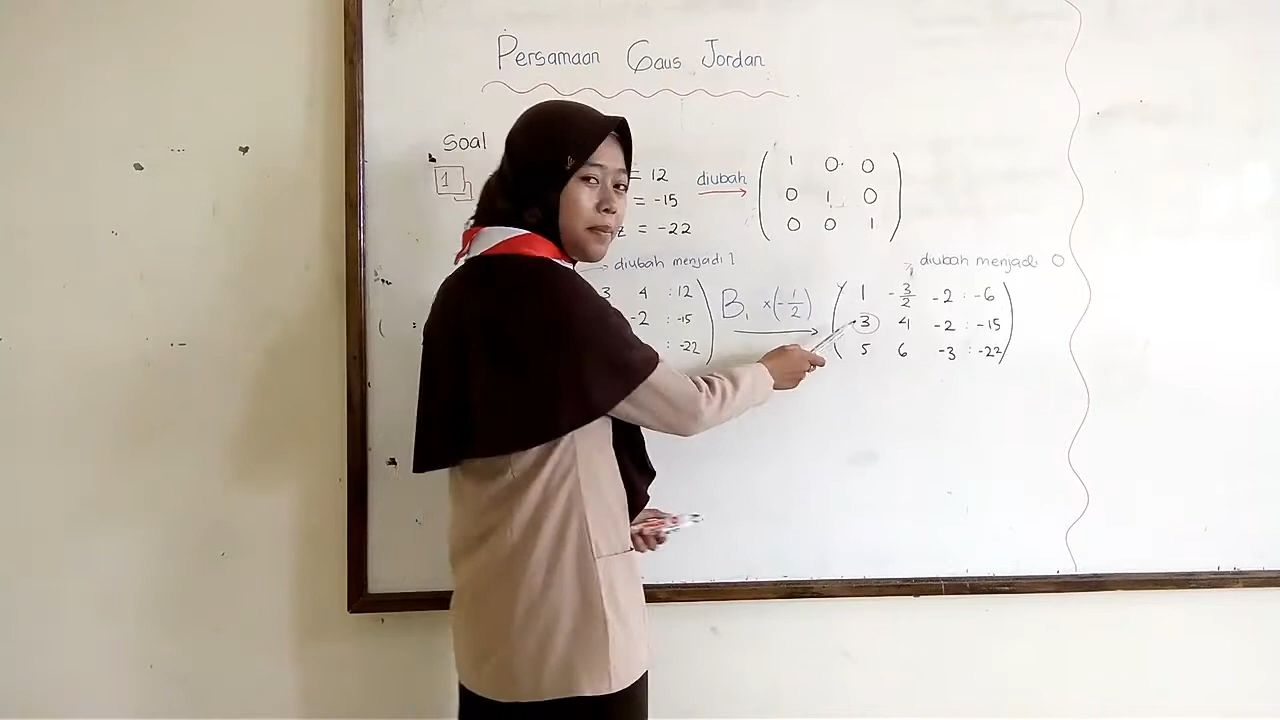 Persamaan Gaus Jordan
Soal
1
= 12
= -15
z = -22
diubah
1 0 0
0 1 0
0 0 1
diubah menjadi 1
diubah menjadi 0
3 4 : 12
-2 : -15
: -22
B₁ × (-1/2)
1 -3/2 -2 : -6
3 4 -2 : -15
5 6 -3 : -22